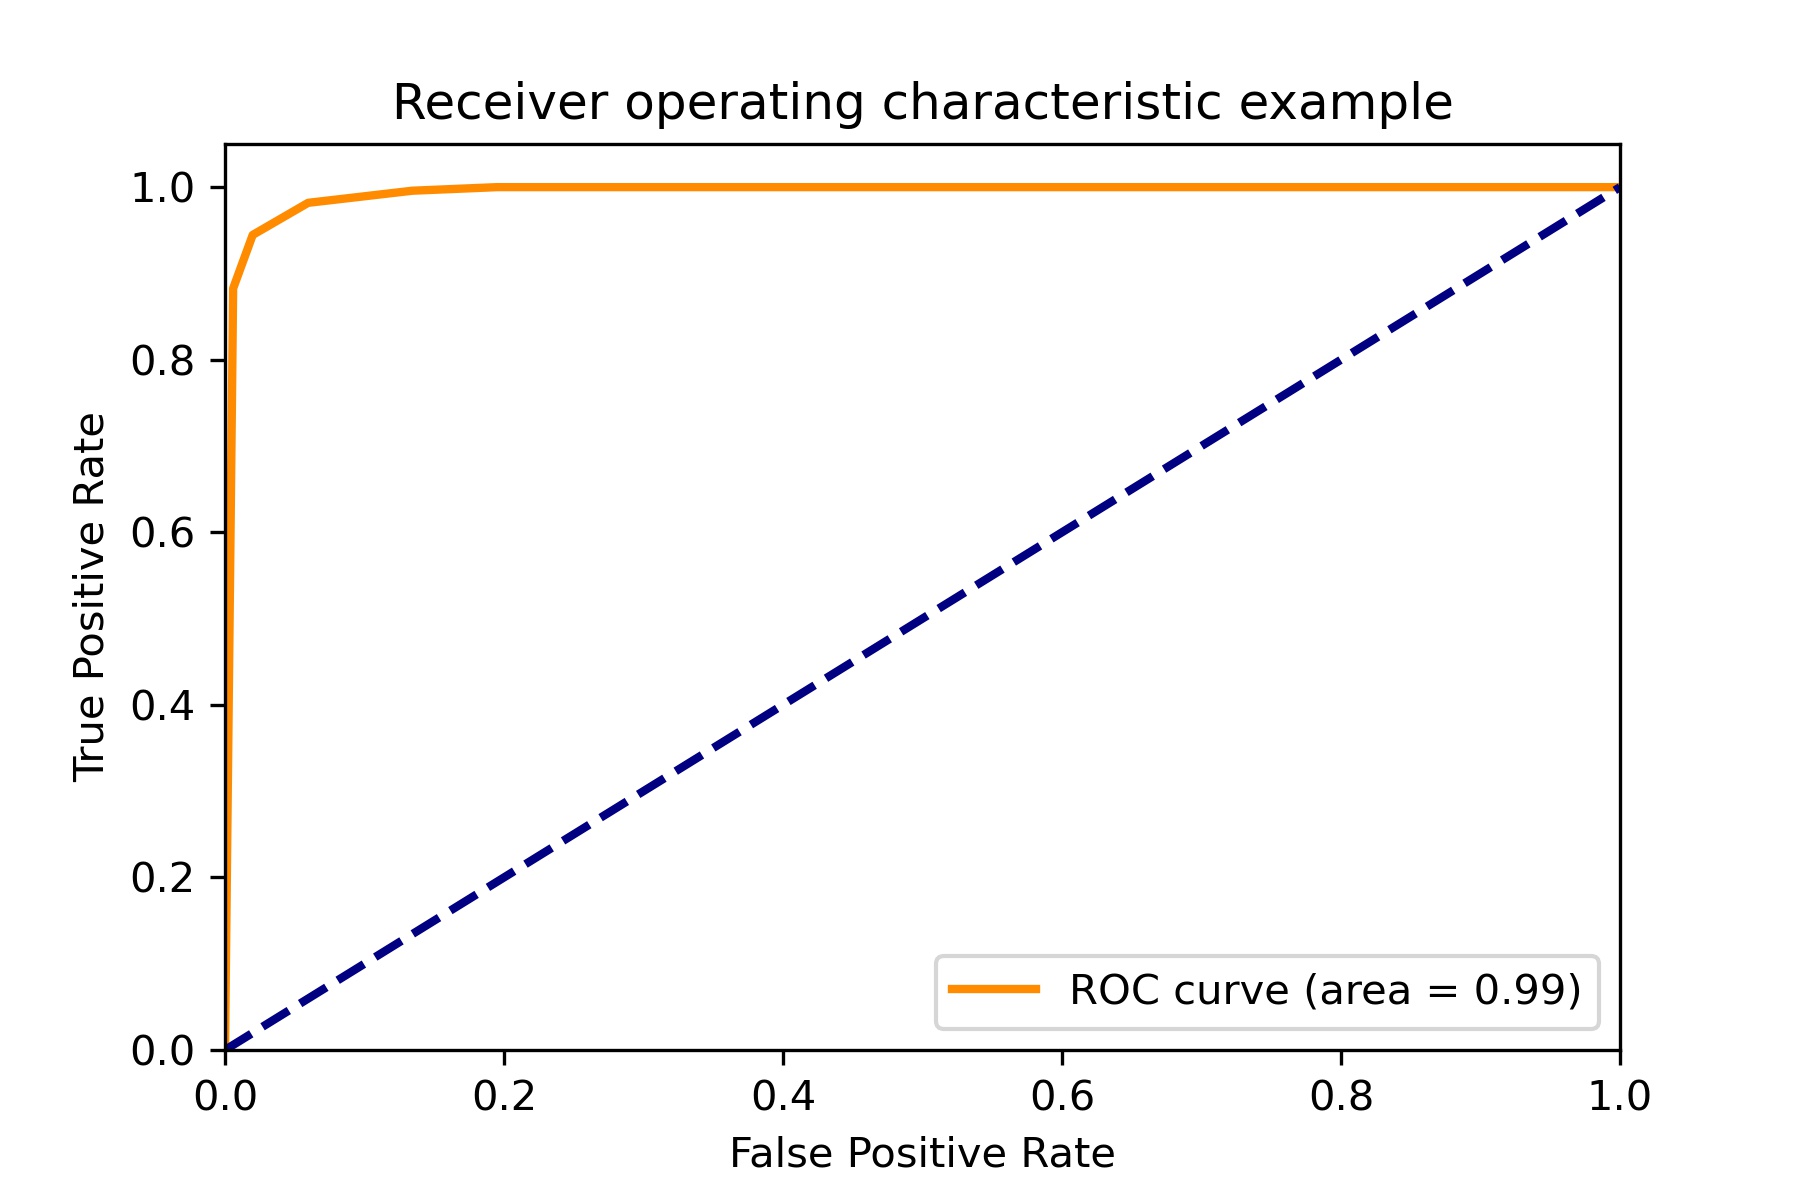 Receiver operating characteristic example
True Positive Rate
1.0
0.8
0.6
0.4
0.2
0.0
ROC curve (area = 0.99)
0.0 0.2 0.4 0.6 0.8 1.0
False Positive Rate